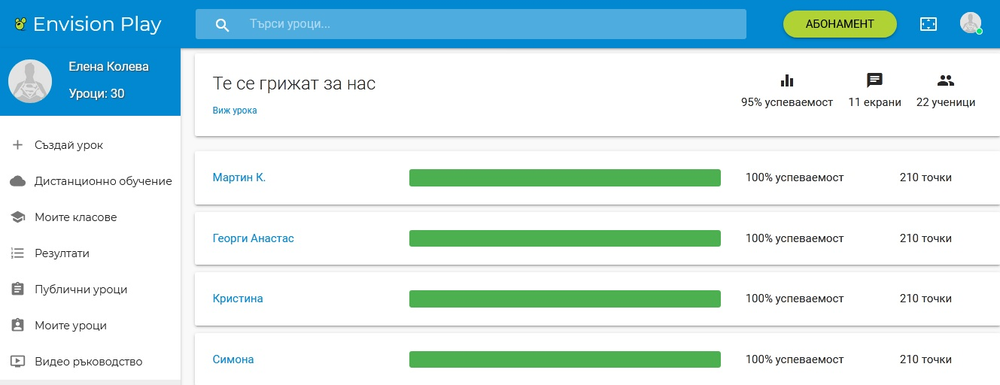 Envision Play
Търси уроци...
АБОНАМЕНТ
Елена Колева
Уроци: 30
Създай урок
Дистанционно обучение
Моите класове
Резултати
Публични уроци
Моите уроци
Видео ръководство
Те се грижат за нас
Виж урока
95% успеваемост 11 екрани 22 ученици
Мартин К. 100% успеваемост 210 точки
Георги Анастас 100% успеваемост 210 точки
Кристина 100% успеваемост 210 точки
Симона 100% успеваемост 210 точки